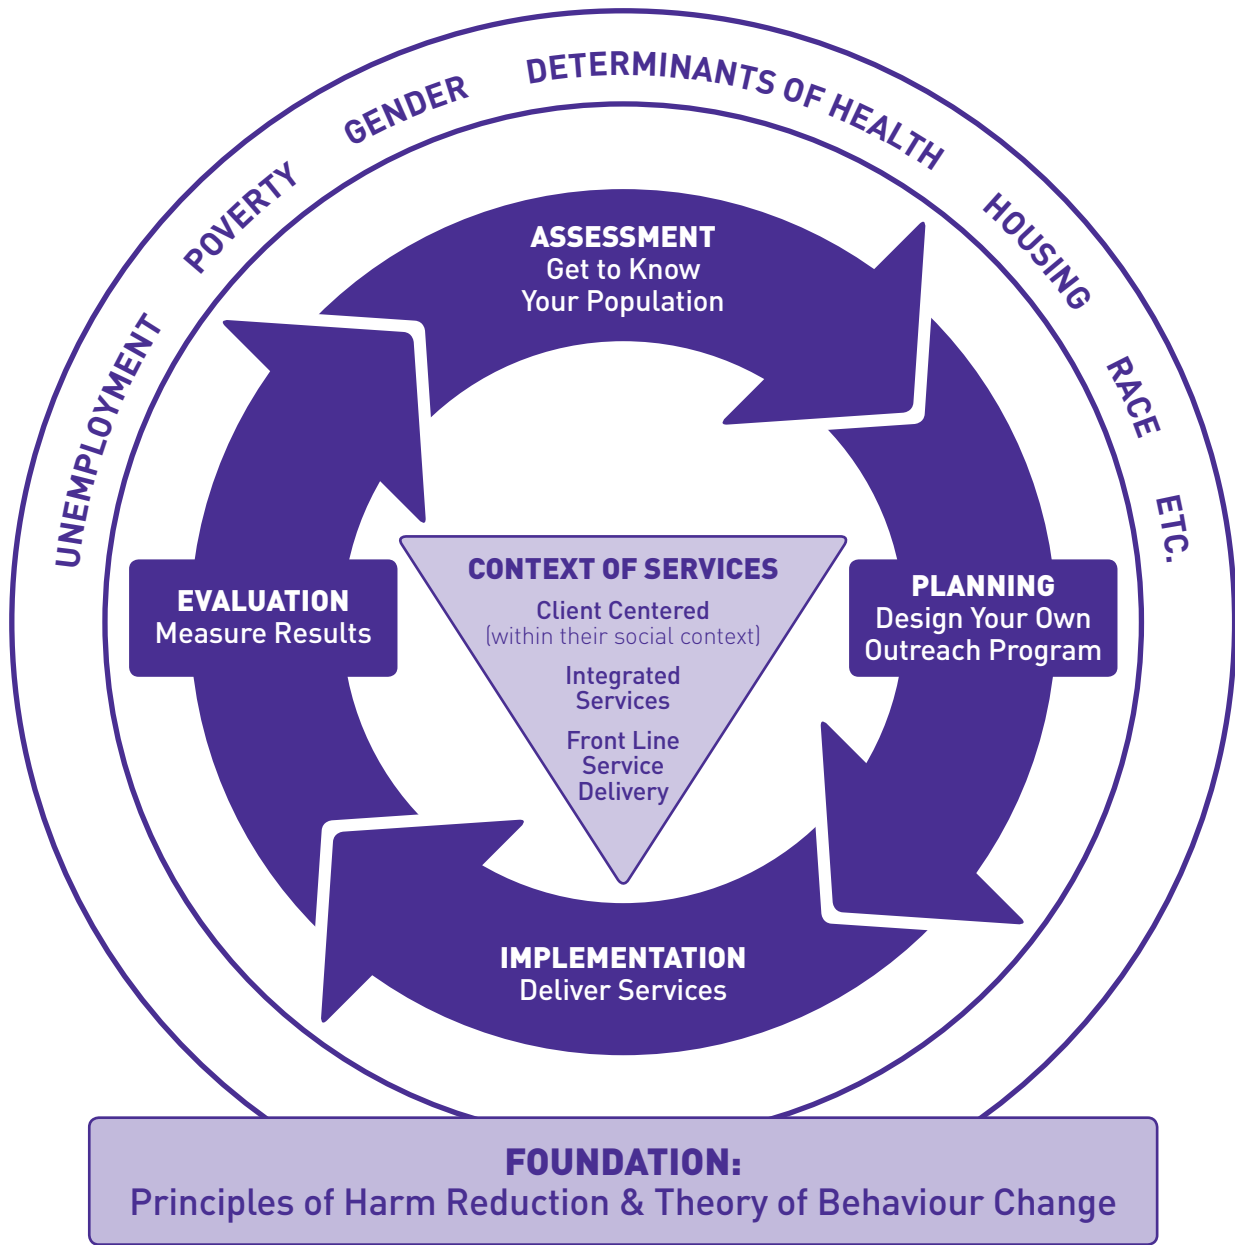 UNEMPLOYMENT POVERTY GENDER DETERMINANTS OF HEALTH HOUSING RACE ETC.
ASSESSMENT
Get to Know
Your Population
PLANNING
Design Your Own
Outreach Program
IMPLEMENTATION
Deliver Services
EVALUATION
Measure Results
CONTEXT OF SERVICES
Client Centered
(within their social context)
Integrated
Services
Front Line
Service
Delivery
FOUNDATION:
Principles of Harm Reduction & Theory of Behaviour Change